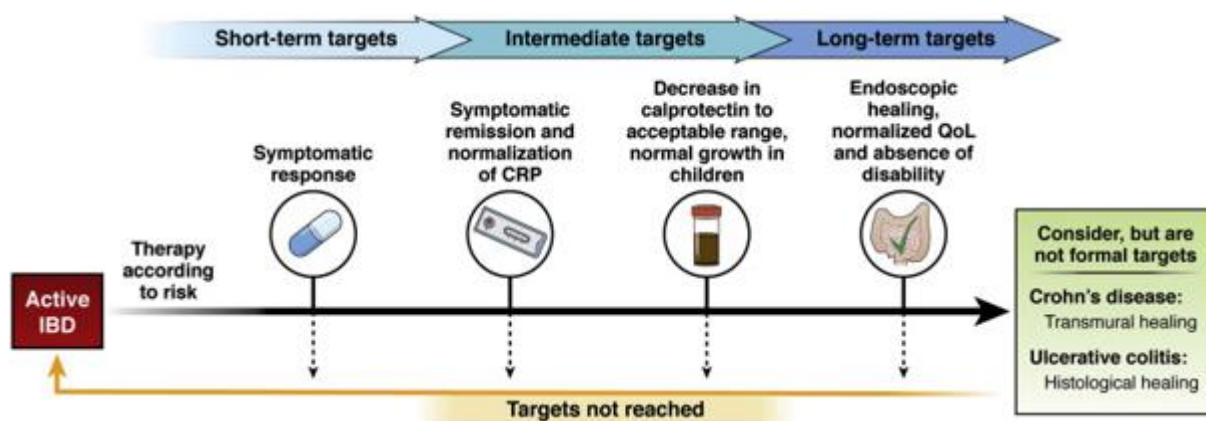 Short-term targets
Intermediate targets
Long-term targets
Symptomatic
response
Symptomatic
remission and
normalization
of CRP
Decrease in
calprotectin to
acceptable range,
normal growth in
children
Endoscopic
healing,
normalized QoL
and absence of
disability
Therapy
according
to risk
Active
IBD
Consider, but are
not formal targets
Crohn's disease:
Transmural healing
Ulcerative colitis:
Histological healing
Targets not reached